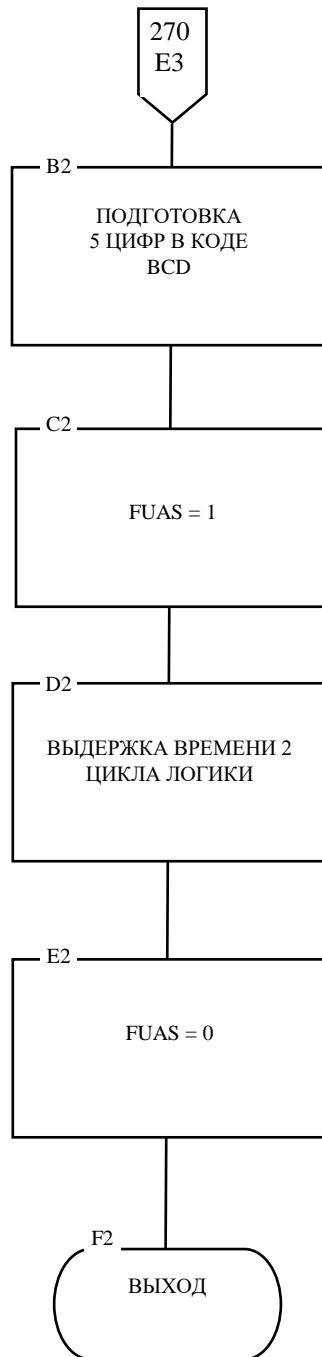 270
E3
B2
ПОДГОТОВКА
5 ЦИФР В КОДЕ
BCD
C2
FUAS = 1
D2
ВЫДЕРЖКА ВРЕМЕНИ 2
ЦИКЛА ЛОГИКИ
E2
FUAS = 0
F2
ВЫХОД